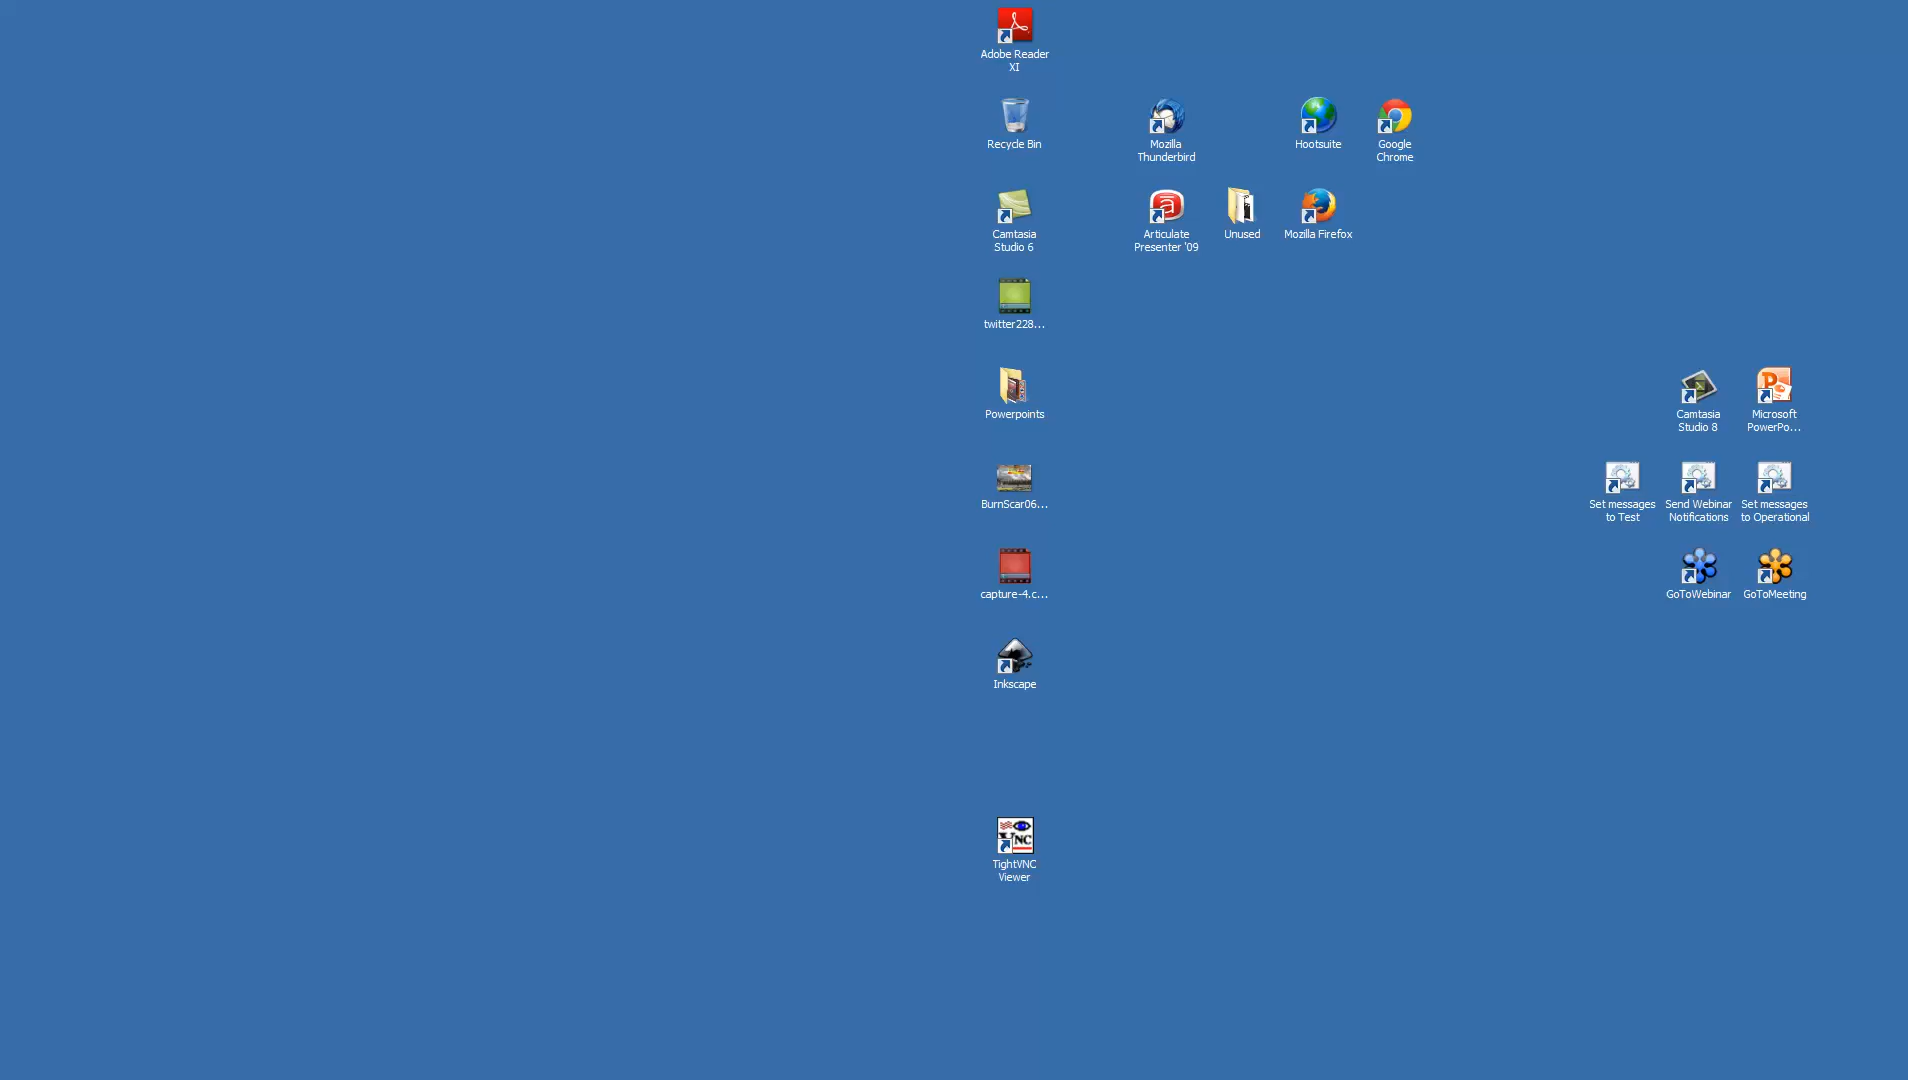 Adobe Reader
XI
Recycle Bin
Mozilla
Thunderbird
Hootsuite
Google
Chrome
Camtasia
Studio 6
Articulate
Presenter '09
Unused
Mozilla Firefox
twitter228...
Powerpoints
Camtasia
Studio 8
Microsoft
PowerPo...
BurnScar06...
Set messages
to Test
Send Webinar
Notifications
Set messages
to Operational
capture-4.c...
GoToWebinar
GoToMeeting
Inkscape
VNC
TightVNC
Viewer